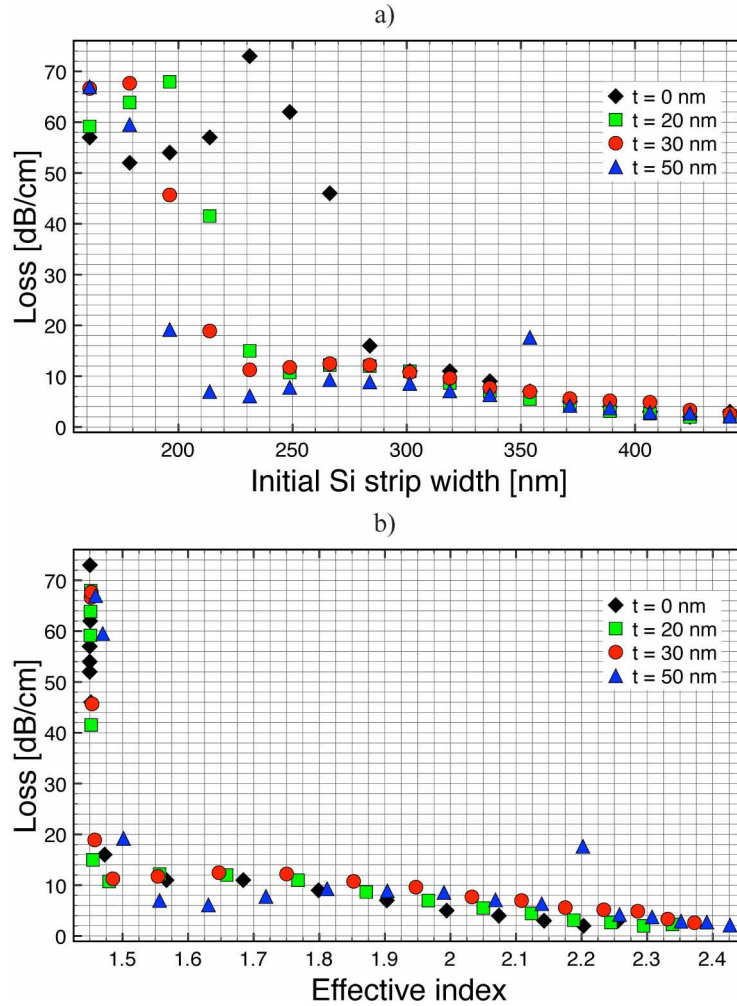 a)
70
60
50
40
30
20
10
0
Loss [dB/cm]
t = 0 nm
t = 20 nm
t = 30 nm
t = 50 nm
200
250
300
350
400
Initial Si strip width [nm]
b)
70
60
50
40
30
20
10
0
Loss [dB/cm]
t = 0 nm
t = 20 nm
t = 30 nm
t = 50 nm
1.5
1.6
1.7
1.8
1.9
2
2.1
2.2
2.3
2.4
Effective index